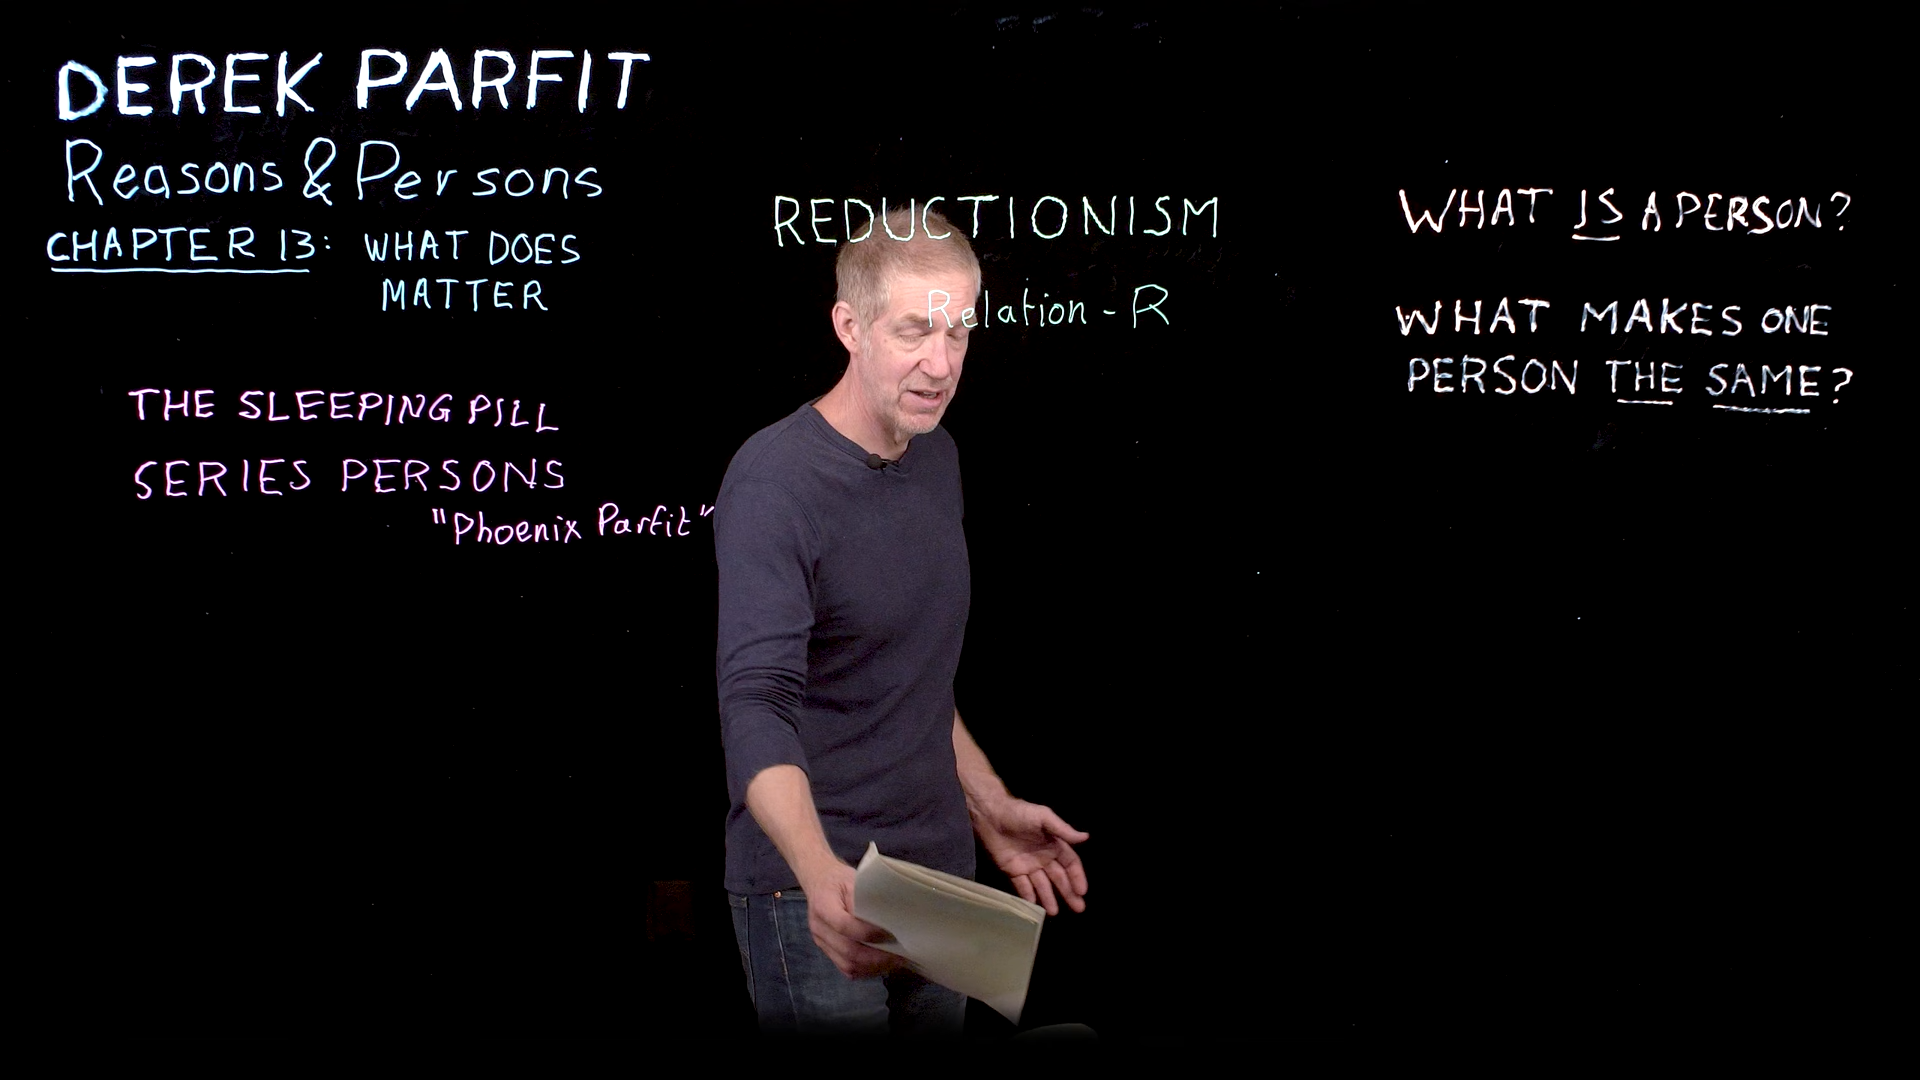 DEREK PARFIT
Reasons & Persons
CHAPTER 13: WHAT DOES
MATTER
THE SLEEPING PILL
SERIES PERSONS
"Phoenix Parfit"
REDUCTIONISM
Relation - R
WHAT IS A PERSON?
WHAT MAKES ONE
PERSON THE SAME?